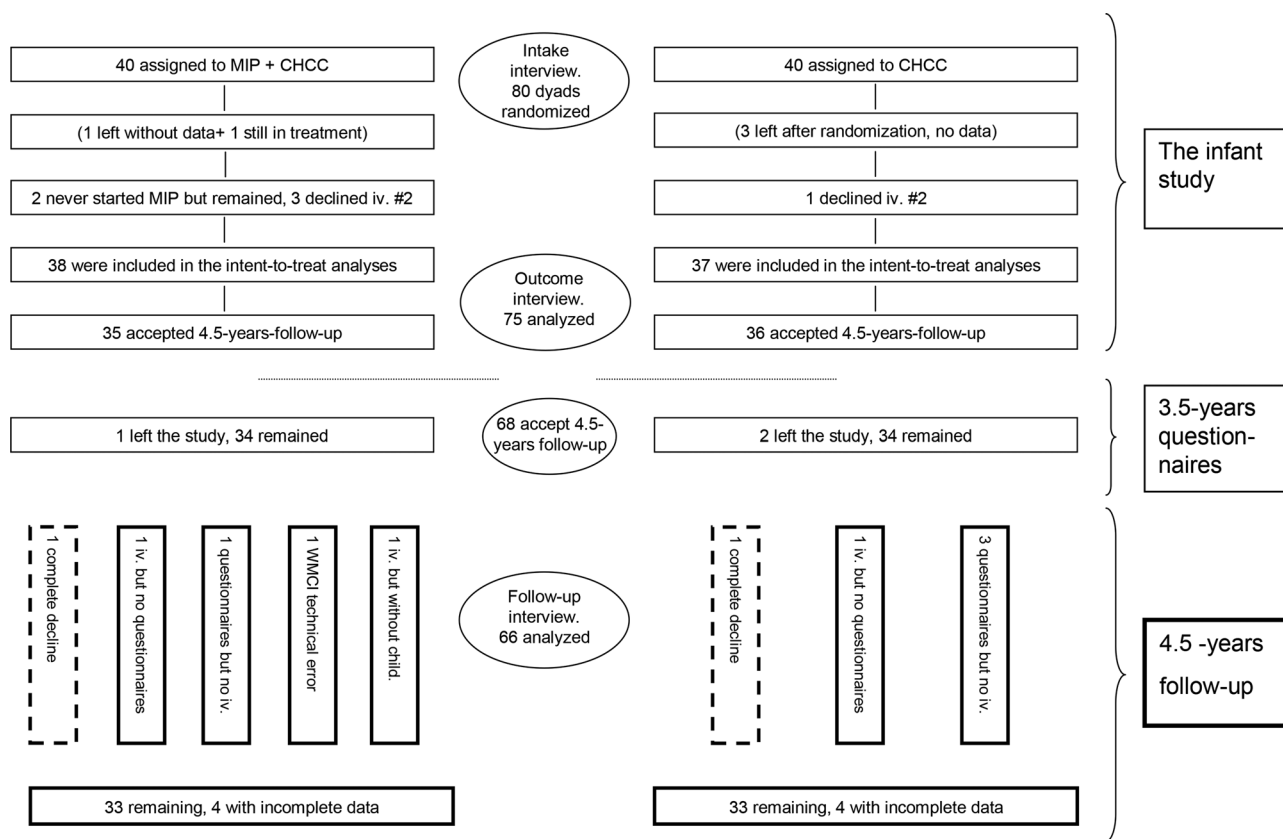 40 assigned to MIP + CHCC
(1 left without data+ 1 still in treatment)
2 never started MIP but remained, 3 declined iv. #2
38 were included in the intent-to-treat analyses
35 accepted 4.5-years-follow-up
Intake
interview.
80 dyads
randomized
Outcome
interview.
75 analyzed
40 assigned to CHCC
(3 left after randomization, no data)
1 declined iv. #2
37 were included in the intent-to-treat analyses
36 accepted 4.5-years-follow-up
The infant
study
1 left the study, 34 remained
68 accept 4.5-
years follow-up
2 left the study, 34 remained
3.5-years
question-
naires
1 complete decline
1 iv. but no questionnaires
1 questionnaires but no iv.
1 WMCI technical error
1 iv. but without child.
Follow-up
interview.
66 analyzed
1 complete decline
1 iv. but no questionnaires
3 questionnaires but no iv.
4.5 -years
follow-up
33 remaining, 4 with incomplete data
33 remaining, 4 with incomplete data